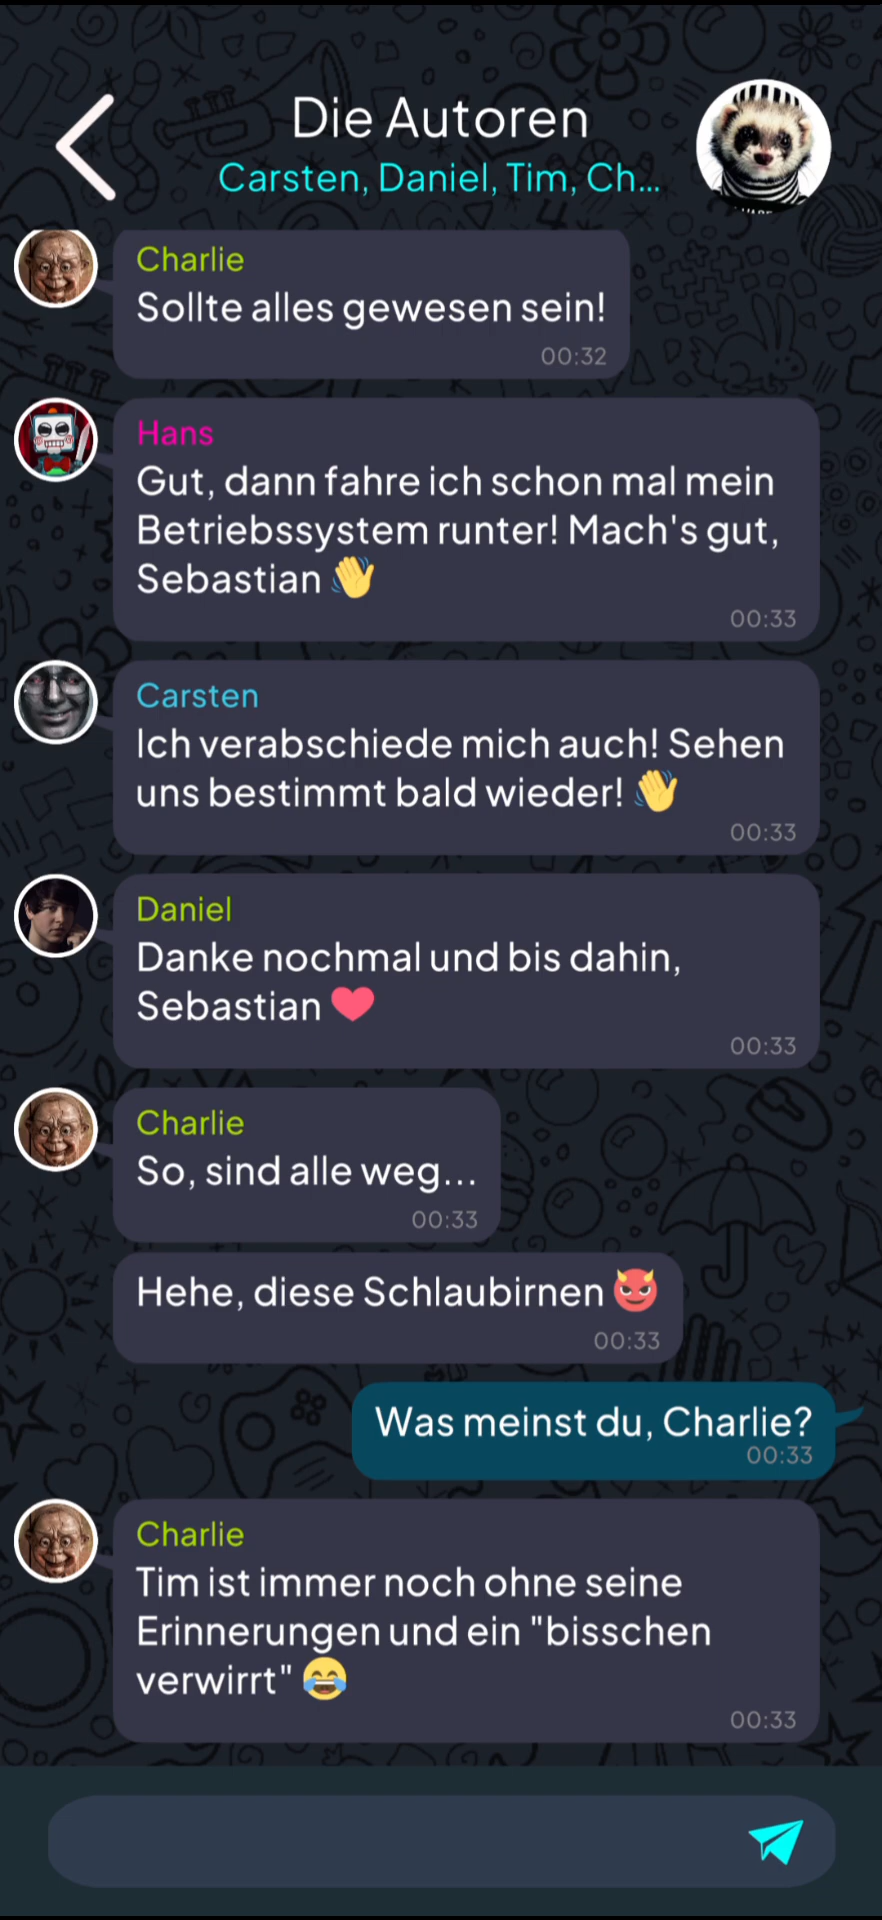 Die Autoren
Carsten, Daniel, Tim, Ch...
Charlie
Sollte alles gewesen sein!
00:32
Hans
Gut, dann fahre ich schon mal mein
Betriebssystem runter! Mach's gut,
Sebastian 👋
00:33
Carsten
Ich verabschiede mich auch! Sehen
uns bestimmt bald wieder! 👋
00:33
Daniel
Danke nochmal und bis dahin,
Sebastian ❤️
00:33
Charlie
So, sind alle weg...
00:33
Hehe, diese Schlaubirnen 😈
00:33
Was meinst du, Charlie?
00:33
Charlie
Tim ist immer noch ohne seine
Erinnerungen und ein "bisschen
verwirrt" 😂
00:33